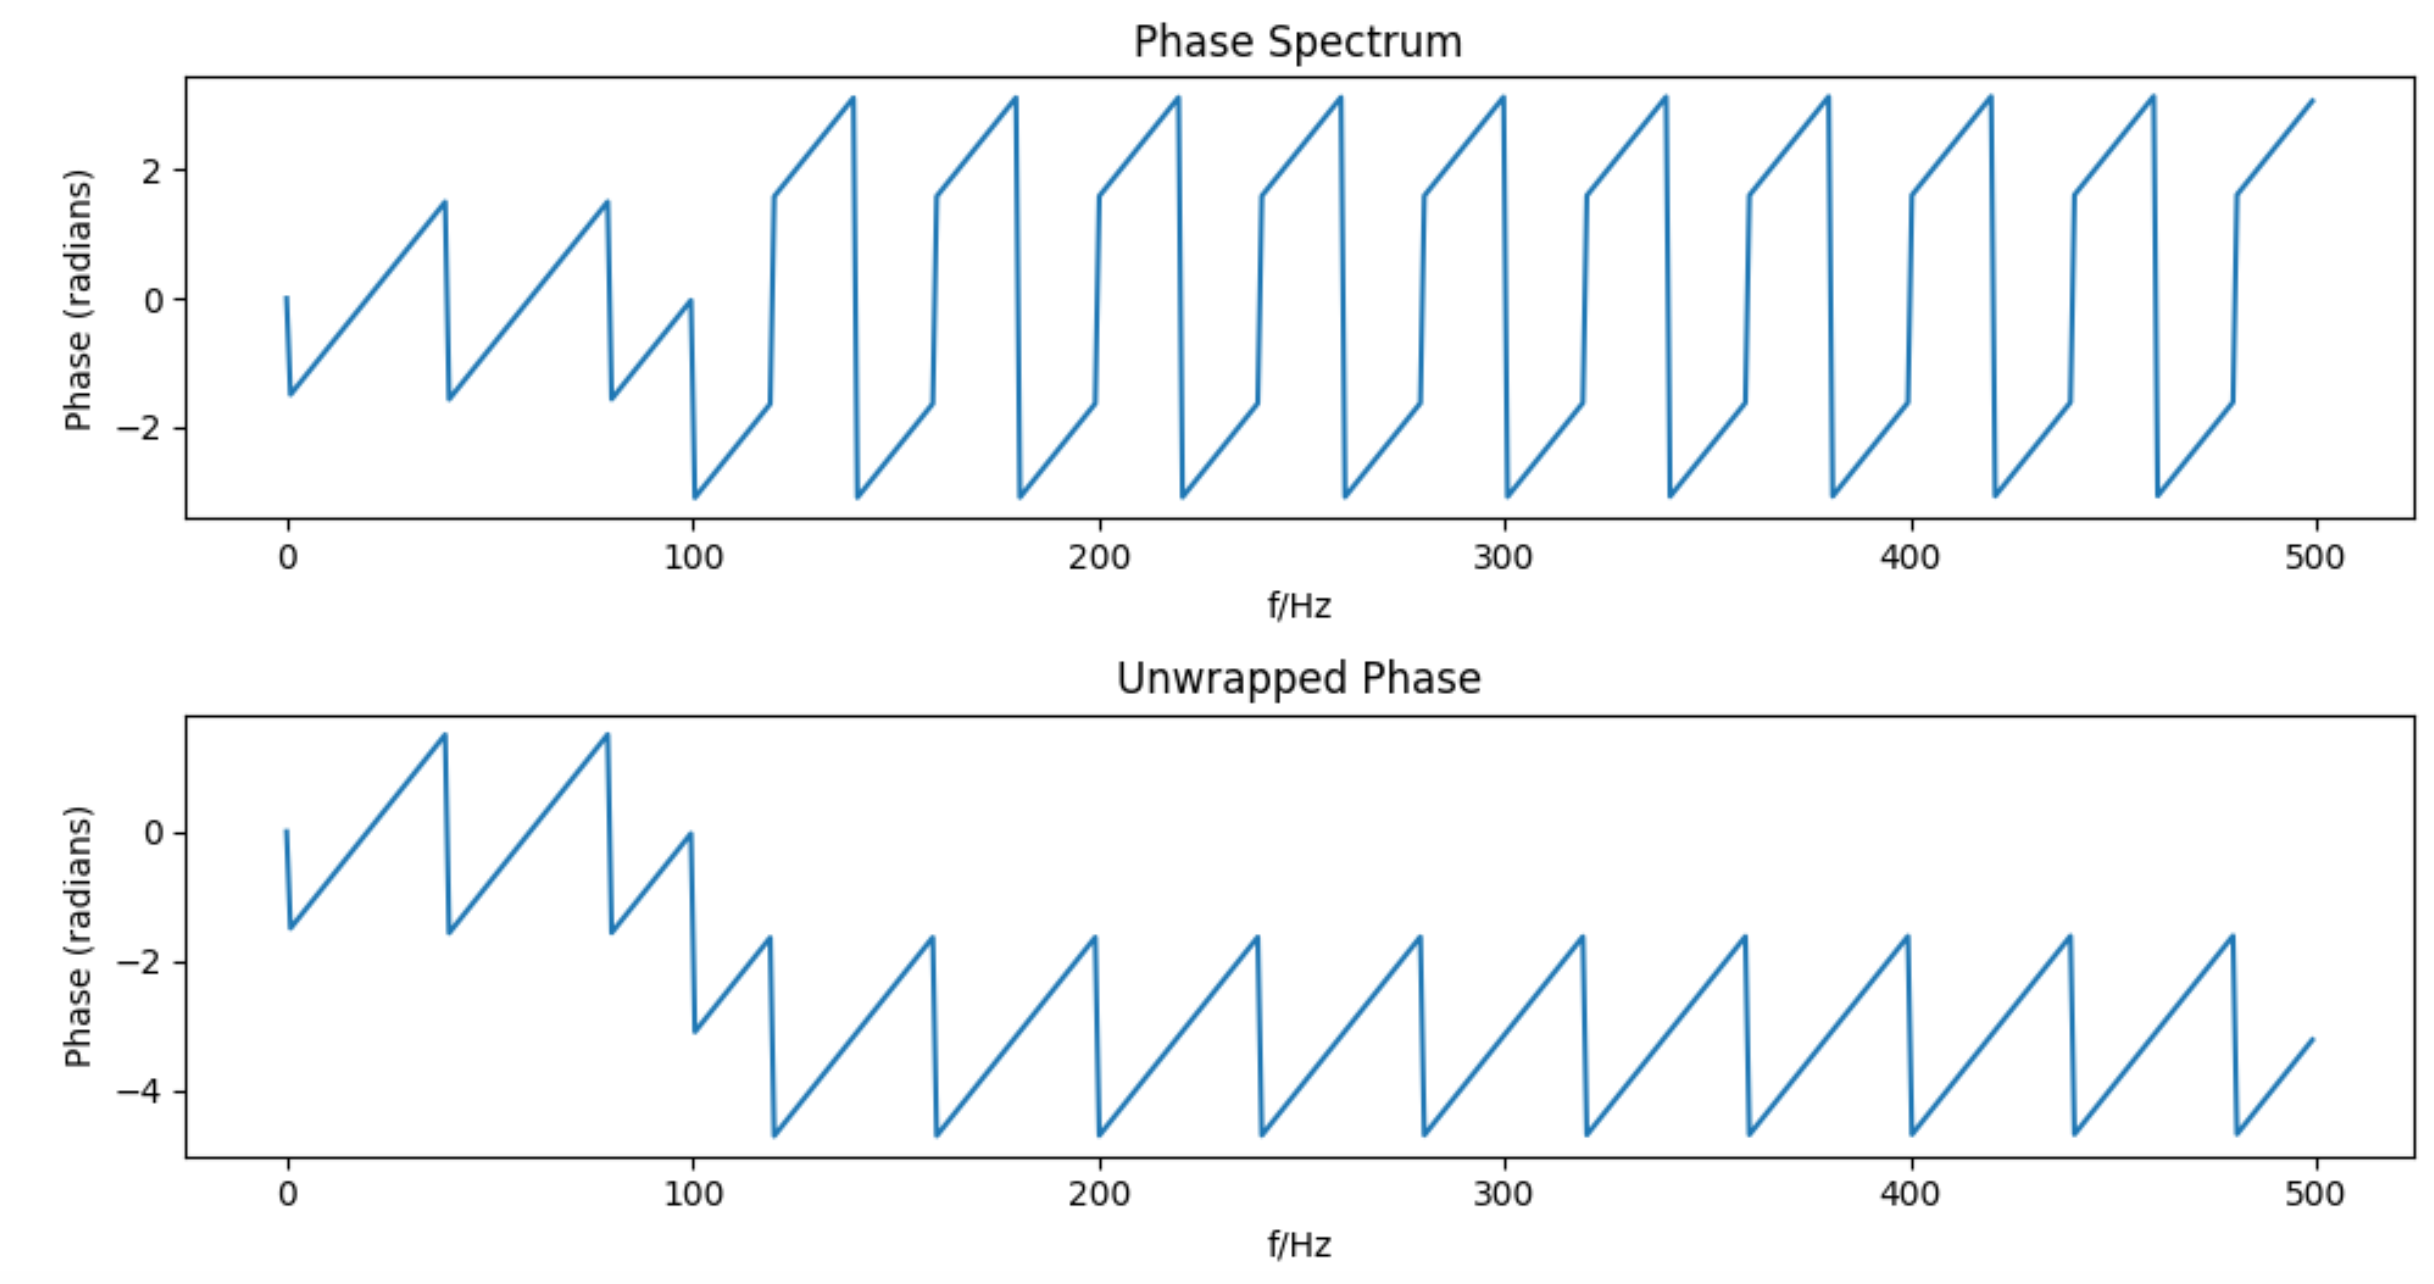 Phase Spectrum
Phase (radians)
2
0
−2
0 100 200 300 400 500
f/Hz
Unwrapped Phase
Phase (radians)
0
−2
−4
0 100 200 300 400 500
f/Hz